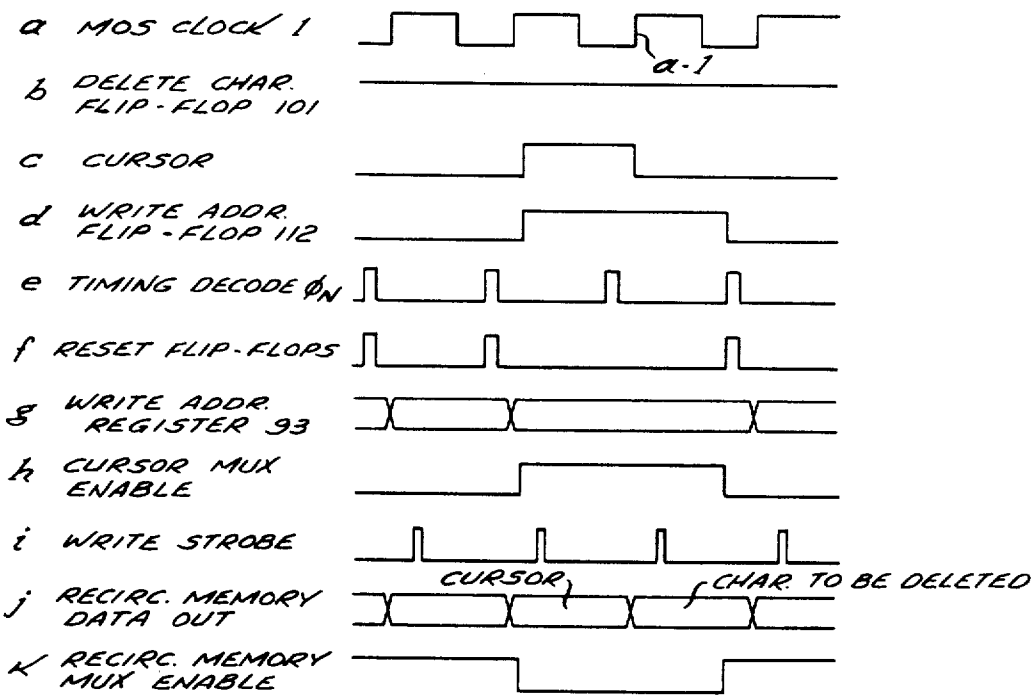 a MOS CLOCK 1
a-1
b DELETE CHAR.
FLIP-FLOP 101
c CURSOR
d WRITE ADDR.
FLIP-FLOP 112
e TIMING DECODE ϕN
f RESET FLIP-FLOPS
g WRITE ADDR.
REGISTER 93
h CURSOR MUX
ENABLE
i WRITE STROBE
CURSOR
CHAR. TO BE DELETED
j RECIRC. MEMORY
DATA OUT
k RECIRC. MEMORY
MUX ENABLE